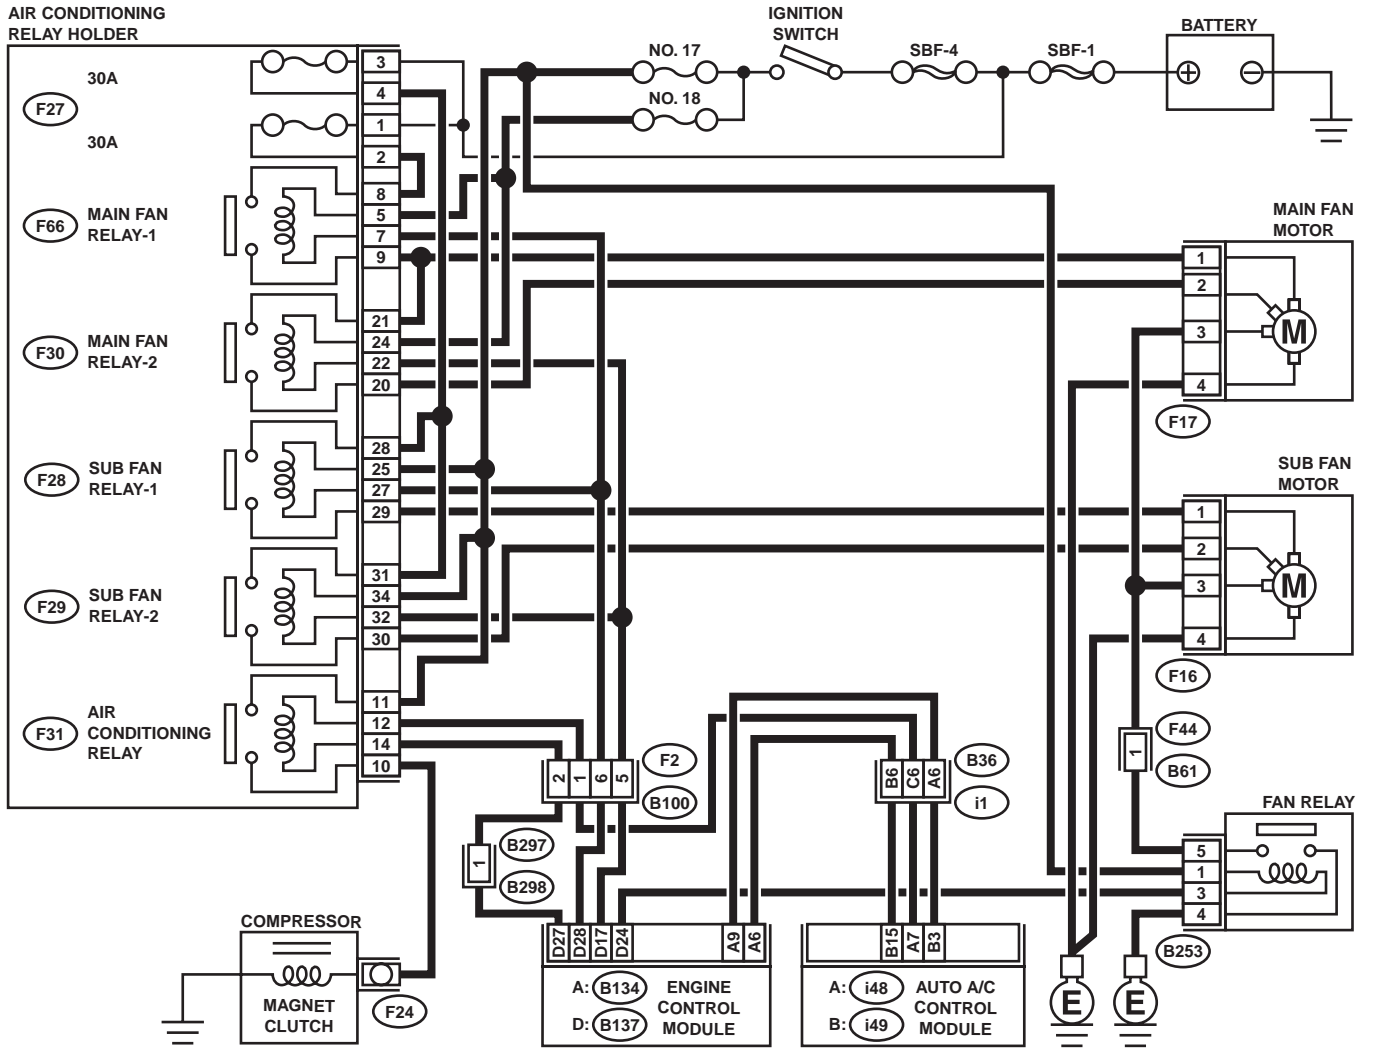 AIR CONDITIONING
RELAY HOLDER
30A
F27
30A
F66
MAIN FAN
RELAY-1
F30
MAIN FAN
RELAY-2
F28
SUB FAN
RELAY-1
F29
SUB FAN
RELAY-2
F31
AIR
CONDITIONING
RELAY
3
4
1
2
8
5
7
9
21
24
22
20
28
25
27
29
31
34
32
30
11
12
14
10
NO. 17
NO. 18
IGNITION
SWITCH
SBF-4
SBF-1
BATTERY
MAIN FAN
MOTOR
1
2
3
4
M
F17
SUB FAN
MOTOR
1
2
3
4
M
F16
F44
1
B61
FAN RELAY
5
1
3
4
B253
E
E
2 1 6 5
F2
B100
B297
1
B298
B6 C6 A6
B36
i1
D27 D28 D17 D24 A9 A6
A: B134
D: B137
ENGINE
CONTROL
MODULE
B15 A7 B3
A: i48
B: i49
AUTO A/C
CONTROL
MODULE
COMPRESSOR
MAGNET
CLUTCH
F24